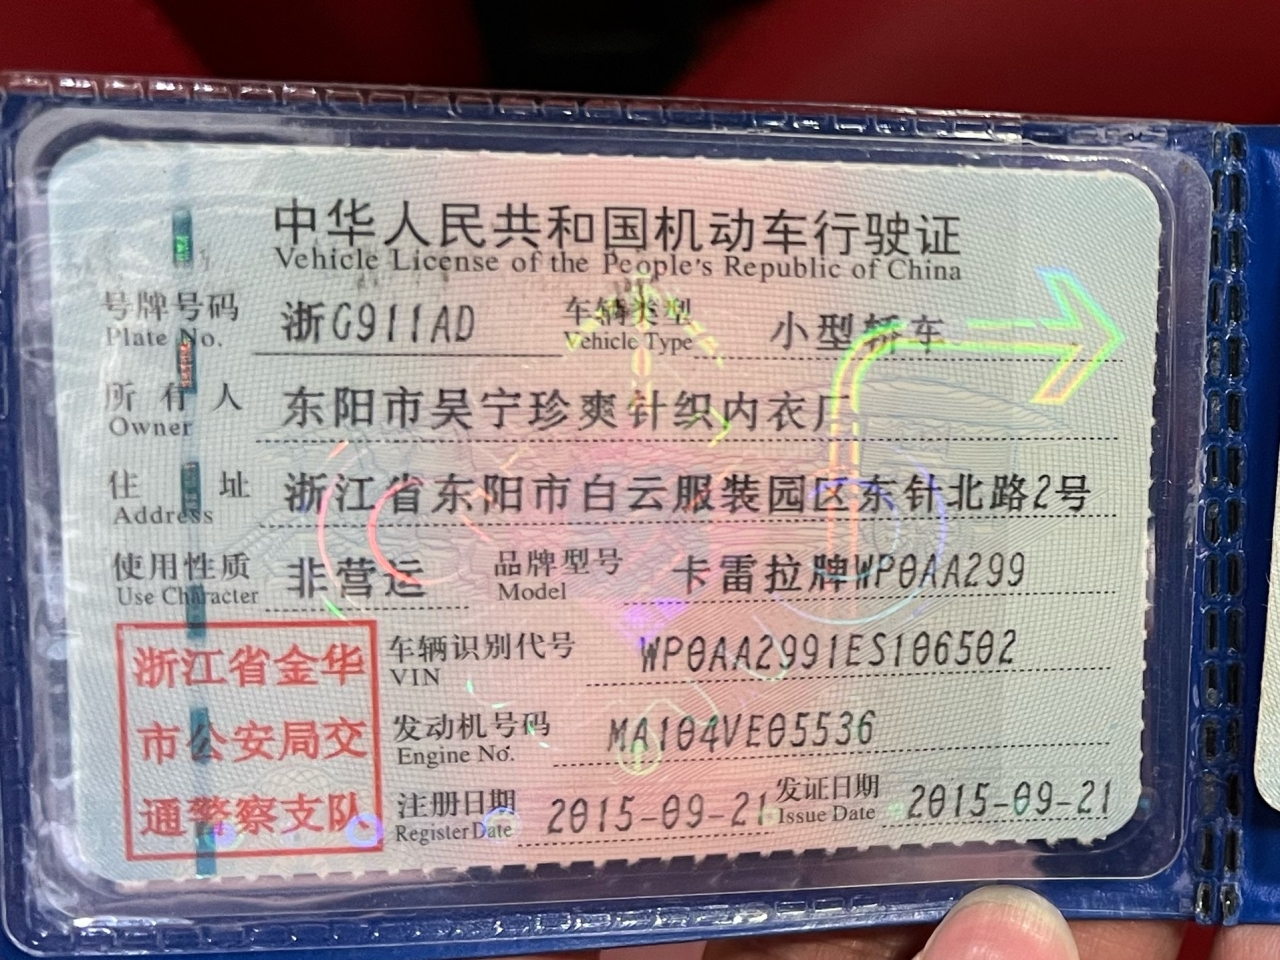 中华人民共和国机动车行驶证
Vehicle License of the People's Republic of China
号牌号码 浙G911AD 车辆类型 小型轿车
Plate No. Vehicle Type
所有人 东阳市吴宁珍爽针织内衣厂
Owner
住址 浙江省东阳市白云服装园区东针北路2号
Address
使用性质 非营运 品牌型号 卡雷拉牌WP0AA299
Use Character Model
浙江省金华 车辆识别代号 WP0AA2991ES106502
VIN
市公安局交 发动机号码 MA104VE05536
Engine No.
通警察支队 注册日期 2015-09-21 发证日期 2015-09-21
Register Date Issue Date